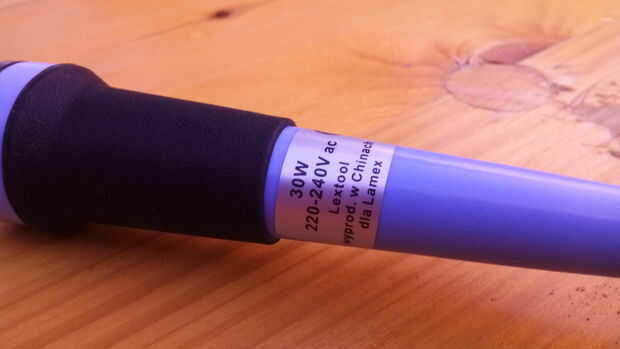 30W
220-240V ac
Lextool
wyprod. w Chinach
dla Lamex